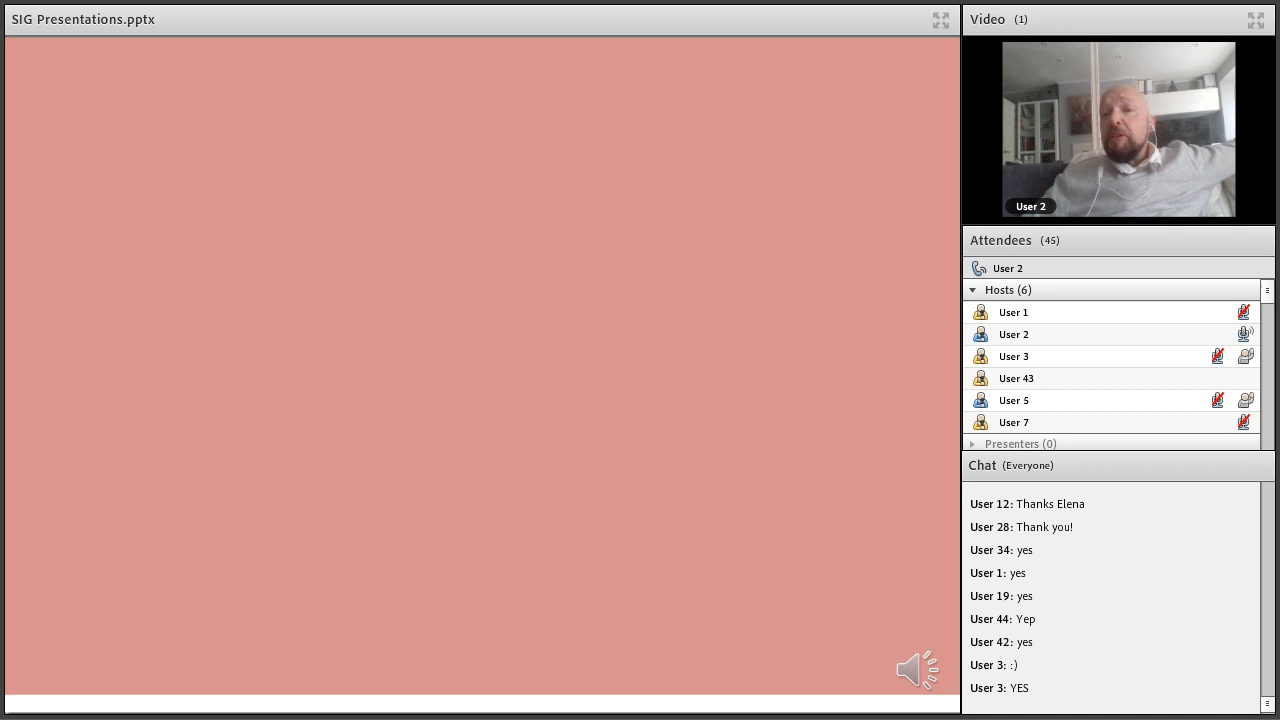 SIG Presentations.pptx
Video (1)
User 2
Attendees (45)
User 2
Hosts (6)
User 1
User 2
User 3
User 43
User 5
User 7
Presenters (0)
Chat (Everyone)
User 12: Thanks Elena
User 28: Thank you!
User 34: yes
User 1: yes
User 19: yes
User 44: Yep
User 42: yes
User 3: :)
User 3: YES